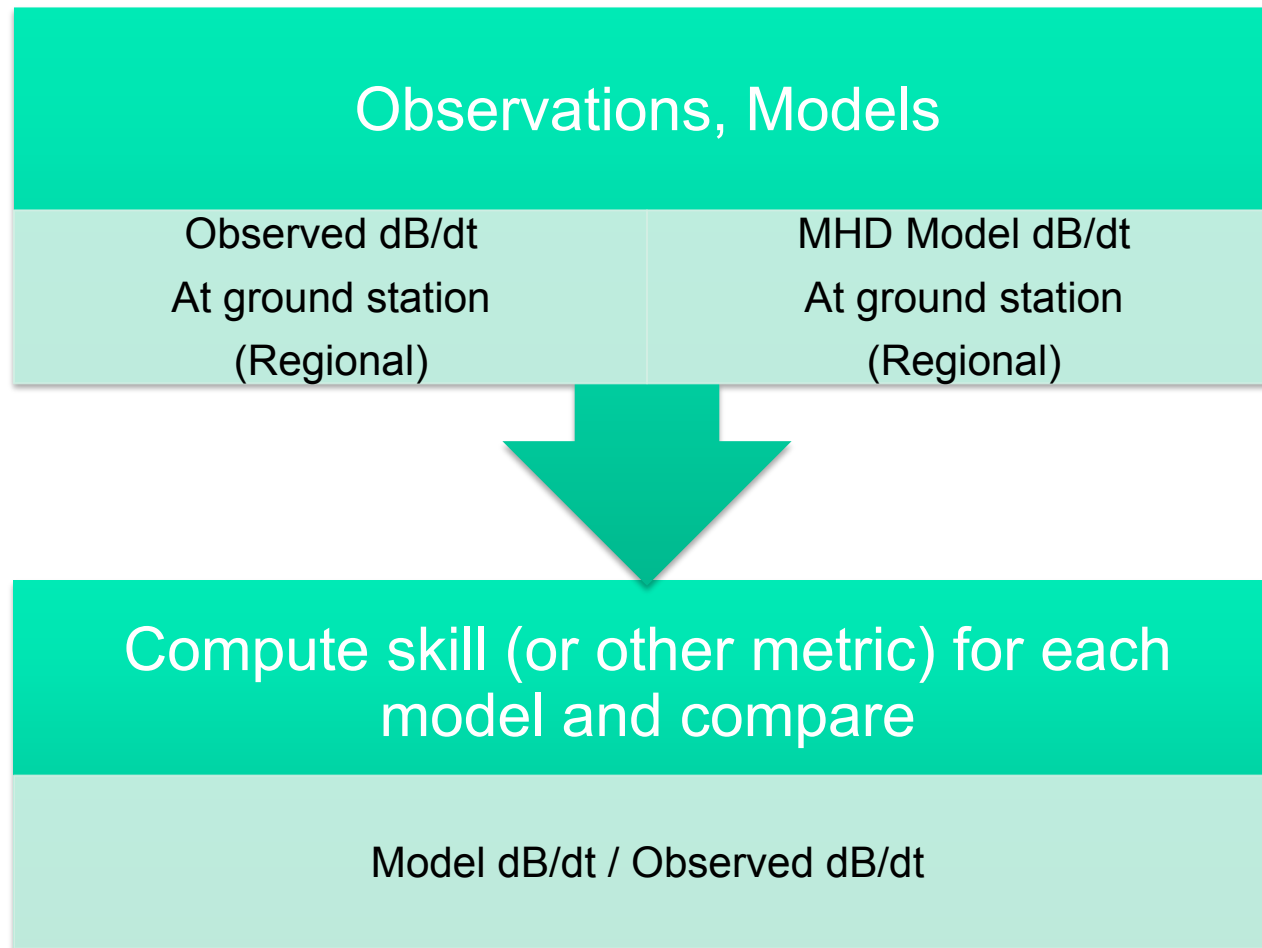 Observations, Models
Observed dB/dt
At ground station
(Regional)
MHD Model dB/dt
At ground station
(Regional)
Compute skill (or other metric) for each
model and compare
Model dB/dt / Observed dB/dt